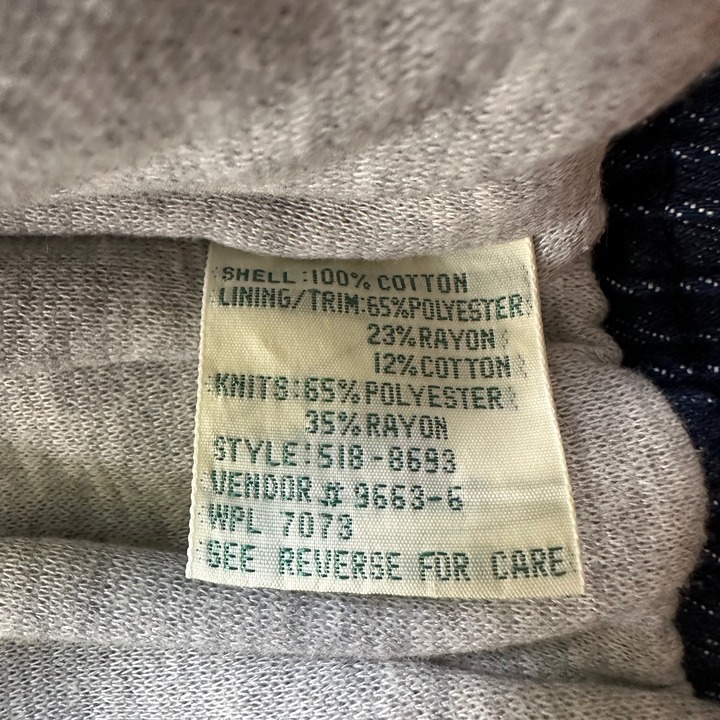 SHELL:100% COTTON
LINING/TRIM:65%POLYESTER
23%RAYON
12%COTTON
KNITS:65%POLYESTER
35%RAYON
STYLE:518-8693
VENDOR # 9663-6
WPL 7073
SEE REVERSE FOR CARE